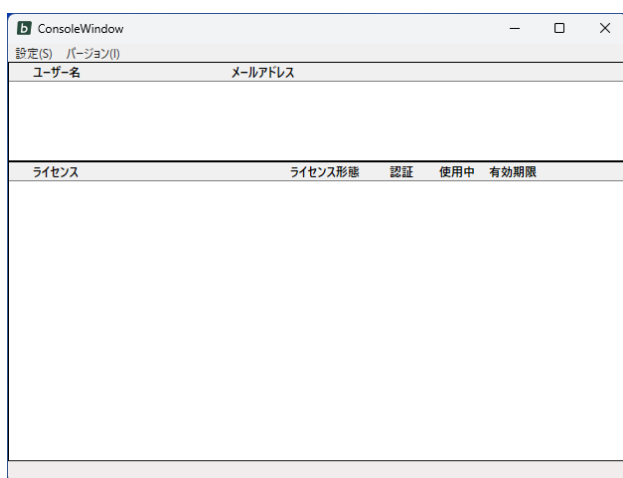 b ConsoleWindow
設定(S) バージョン(I)
ユーザー名 メールアドレス
ライセンス ライセンス形態 認証 使用中 有効期限